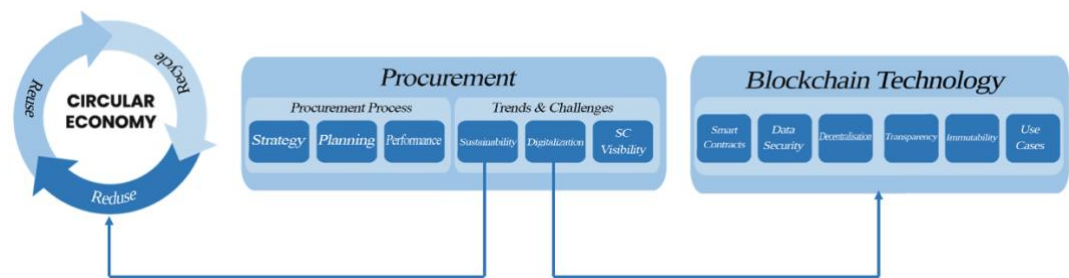 Reuse
Recycle
CIRCULAR
ECONOMY
Reduse
Procurement
Procurement Process
Strategy
Planning
Performance
Trends & Challenges
Sustainability
Digitalization
SC
Visibility
Blockchain Technology
Smart
Contracts
Data
Security
Decentralisation
Transparency
Immutability
Use
Cases